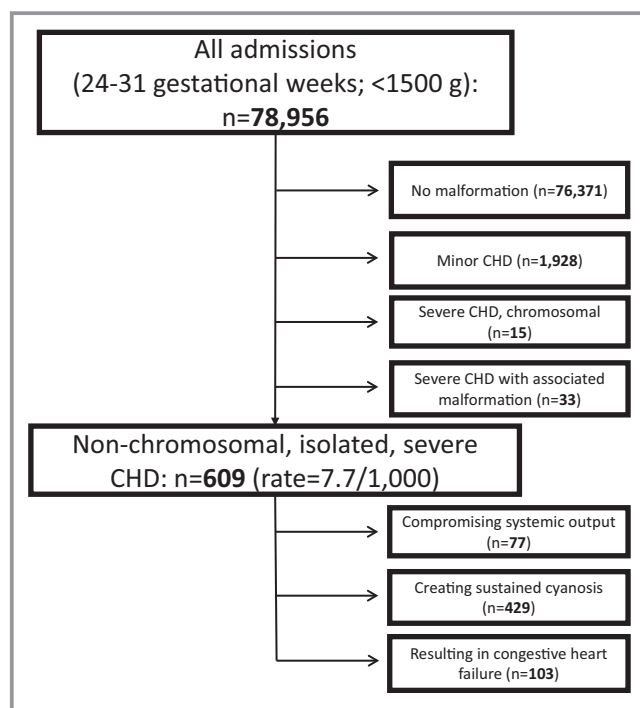 All admissions
(24-31 gestational weeks; <1500 g):
n=78,956
No malformation (n=76,371)
Minor CHD (n=1,928)
Severe CHD, chromosomal
(n=15)
Severe CHD with associated
malformation (n=33)
Non-chromosomal, isolated, severe
CHD: n=609 (rate=7.7/1,000)
Compromising systemic output
(n=77)
Creating sustained cyanosis
(n=429)
Resulting in congestive heart
failure (n=103)